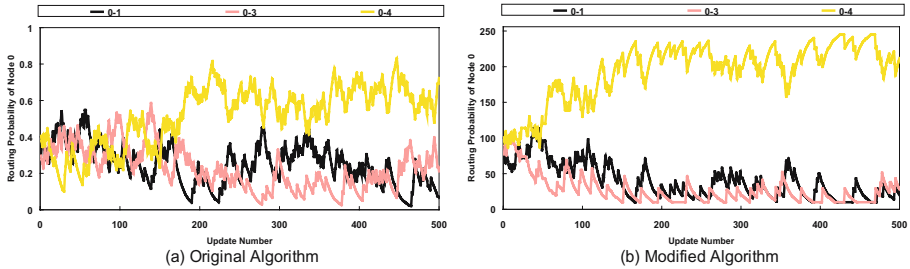 0-1 0-3 0-4
Routing Probability of Node 0
1
0.8
0.6
0.4
0.2
0
0 100 200 300 400 500
Update Number
(a) Original Algorithm
0-1 0-3 0-4
Routing Probability of Node 0
250
200
150
100
50
0
0 100 200 300 400 500
Update Number
(b) Modified Algorithm